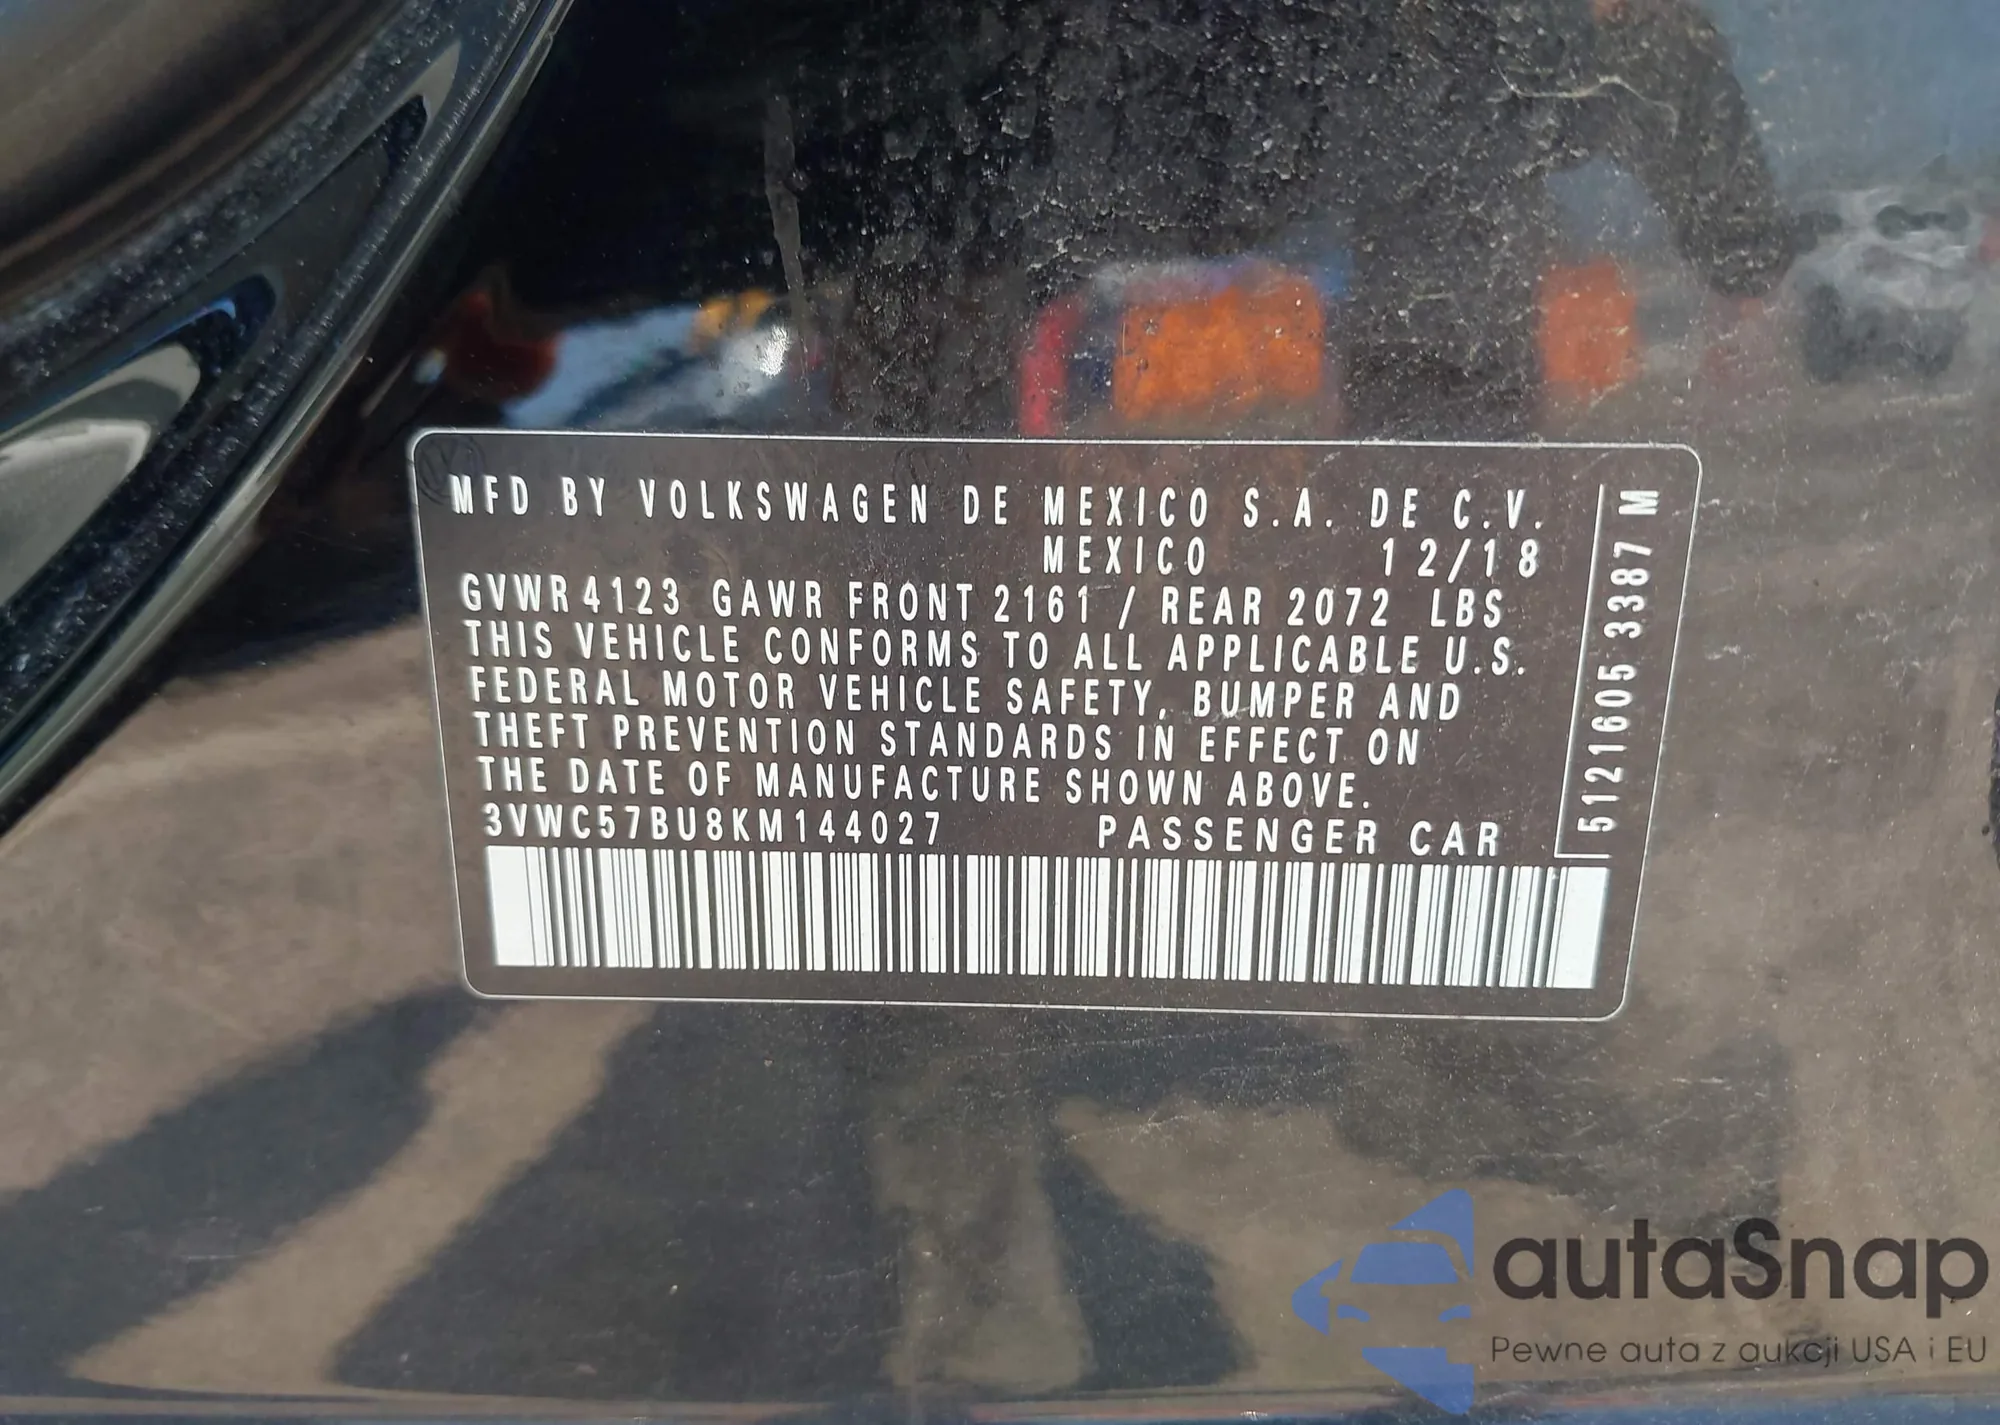 MFD BY VOLKSWAGEN DE MEXICO S.A. DE C.V.
MEXICO 12/18
GVWR 4123 GAWR FRONT 2161 / REAR 2072 LBS
THIS VEHICLE CONFORMS TO ALL APPLICABLE U.S.
FEDERAL MOTOR VEHICLE SAFETY, BUMPER AND
THEFT PREVENTION STANDARDS IN EFFECT ON
THE DATE OF MANUFACTURE SHOWN ABOVE.
3VWC57BU8KM144027 PASSENGER CAR
5121605 3387 M
autaSnap
Pewne auta z aukcji USA i EU